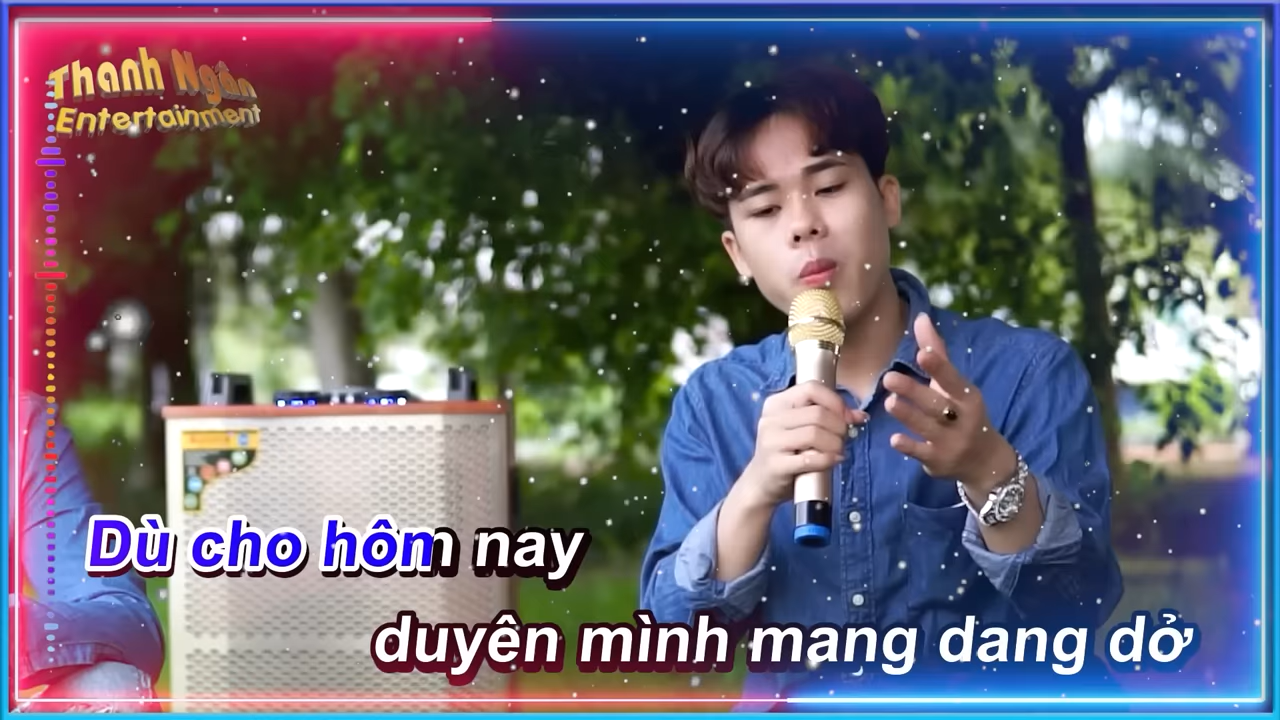 Thanh Ngân
Entertainment
Dù cho hôm nay
duyên mình mang dang dở